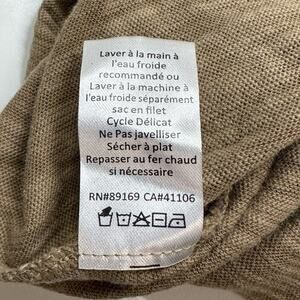 Laver à la main à
l'eau froide
recommandé ou
Laver à la machine à
l'eau froide séparément
sac en filet
Cycle Délicat
Ne Pas javelliser
Sécher à plat
Repasser au fer chaud
si nécessaire
RN#89169 CA#41106